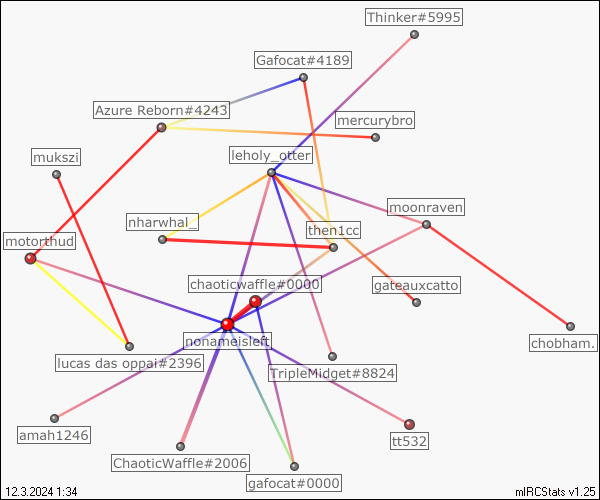 Thinker#5995
Gafocat#4189
Azure Reborn#4243
mercurybro
mukszi
leholy_otter
moonraven
nharwhal_
then1cc
motorthud
chaoticwaffle#0000
gateauxcatto
nonameisleft
chobham.
lucas das oppai#2396
TripleMidget#8824
amah1246
tt532
ChaoticWaffle#2006
gafocat#0000
12.3.2024 1:34
mIRCStats v1.25